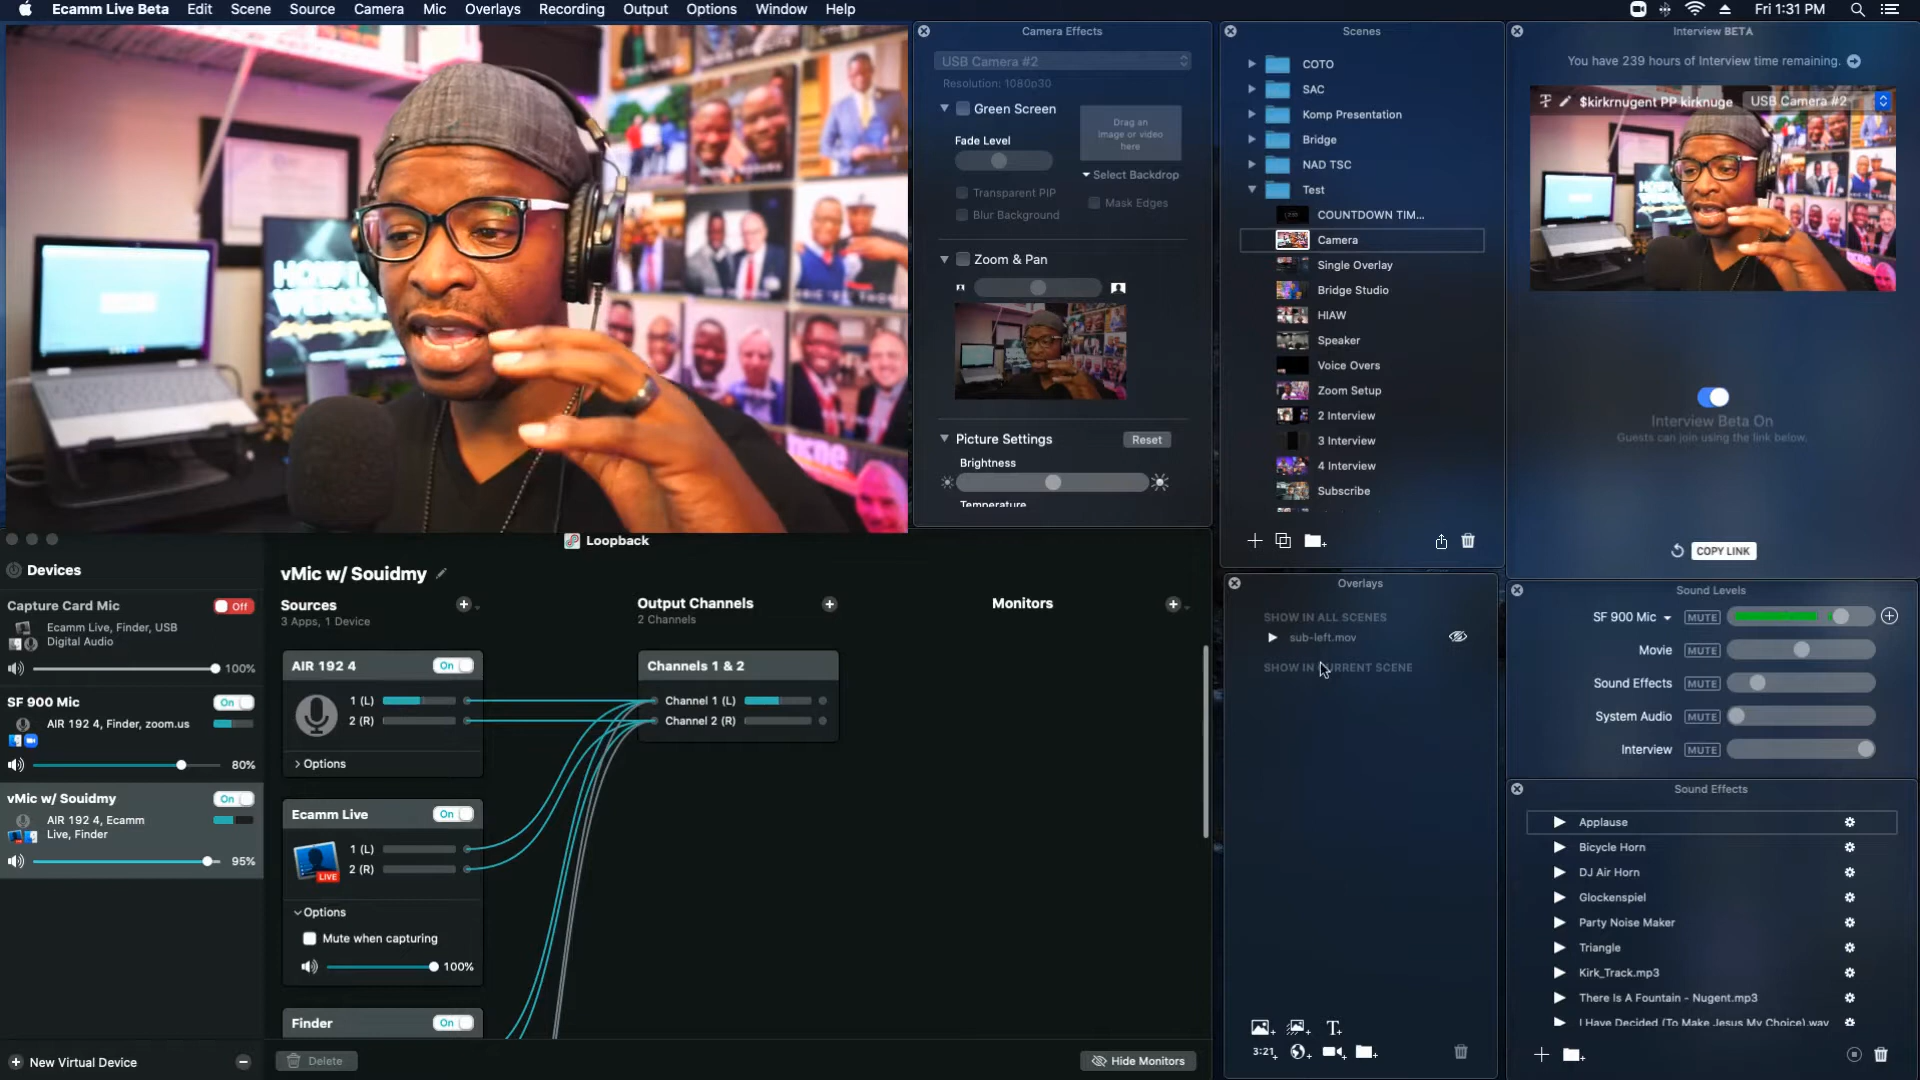 Ecamm Live Beta Edit Scene Source Camera Mic Overlays Recording Output Options Window Help
Fri 1:31 PM
Camera Effects
USB Camera #2
Resolution: 1080p30
Green Screen
Fade Level
Drag an
image or video
here
Select Backdrop
Transparent PIP
Blur Background
Mask Edges
Zoom & Pan
Picture Settings
Reset
Brightness
Temperature
Scenes
COTO
SAC
Komp Presentation
Bridge
NAD TSC
Test
COUNTDOWN TIM...
Camera
Single Overlay
Bridge Studio
HIAW
Speaker
Voice Overs
Zoom Setup
2 Interview
3 Interview
4 Interview
Subscribe
Interview BETA
You have 239 hours of Interview time remaining.
$kirkrnugent PP kirknuge
USB Camera #2
Interview Beta On
Guests can join using the link below.
COPY LINK
Loopback
Devices
Capture Card Mic
Off
Ecamm Live, Finder, USB
Digital Audio
100%
SF 900 Mic
On
AIR 192 4, Finder, zoom.us
80%
vMic w/ Souidmy
On
AIR 192 4, Ecamm
Live, Finder
95%
New Virtual Device
vMic w/ Souidmy
Sources
3 Apps, 1 Device
AIR 192 4
On
1 (L)
2 (R)
Options
Ecamm Live
On
1 (L)
2 (R)
LIVE
Options
Mute when capturing
100%
Finder
On
Delete
Output Channels
2 Channels
Channels 1 & 2
Channel 1 (L)
Channel 2 (R)
Monitors
Hide Monitors
Overlays
SHOW IN ALL SCENES
sub-left.mov
SHOW IN CURRENT SCENE
3:21
Sound Levels
SF 900 Mic
MUTE
Movie
MUTE
Sound Effects
MUTE
System Audio
MUTE
Interview
MUTE
Sound Effects
Applause
Bicycle Horn
DJ Air Horn
Glockenspiel
Party Noise Maker
Triangle
Kirk_Track.mp3
There Is A Fountain - Nugent.mp3
I Have Decided (To Make Jesus My Choice).wav